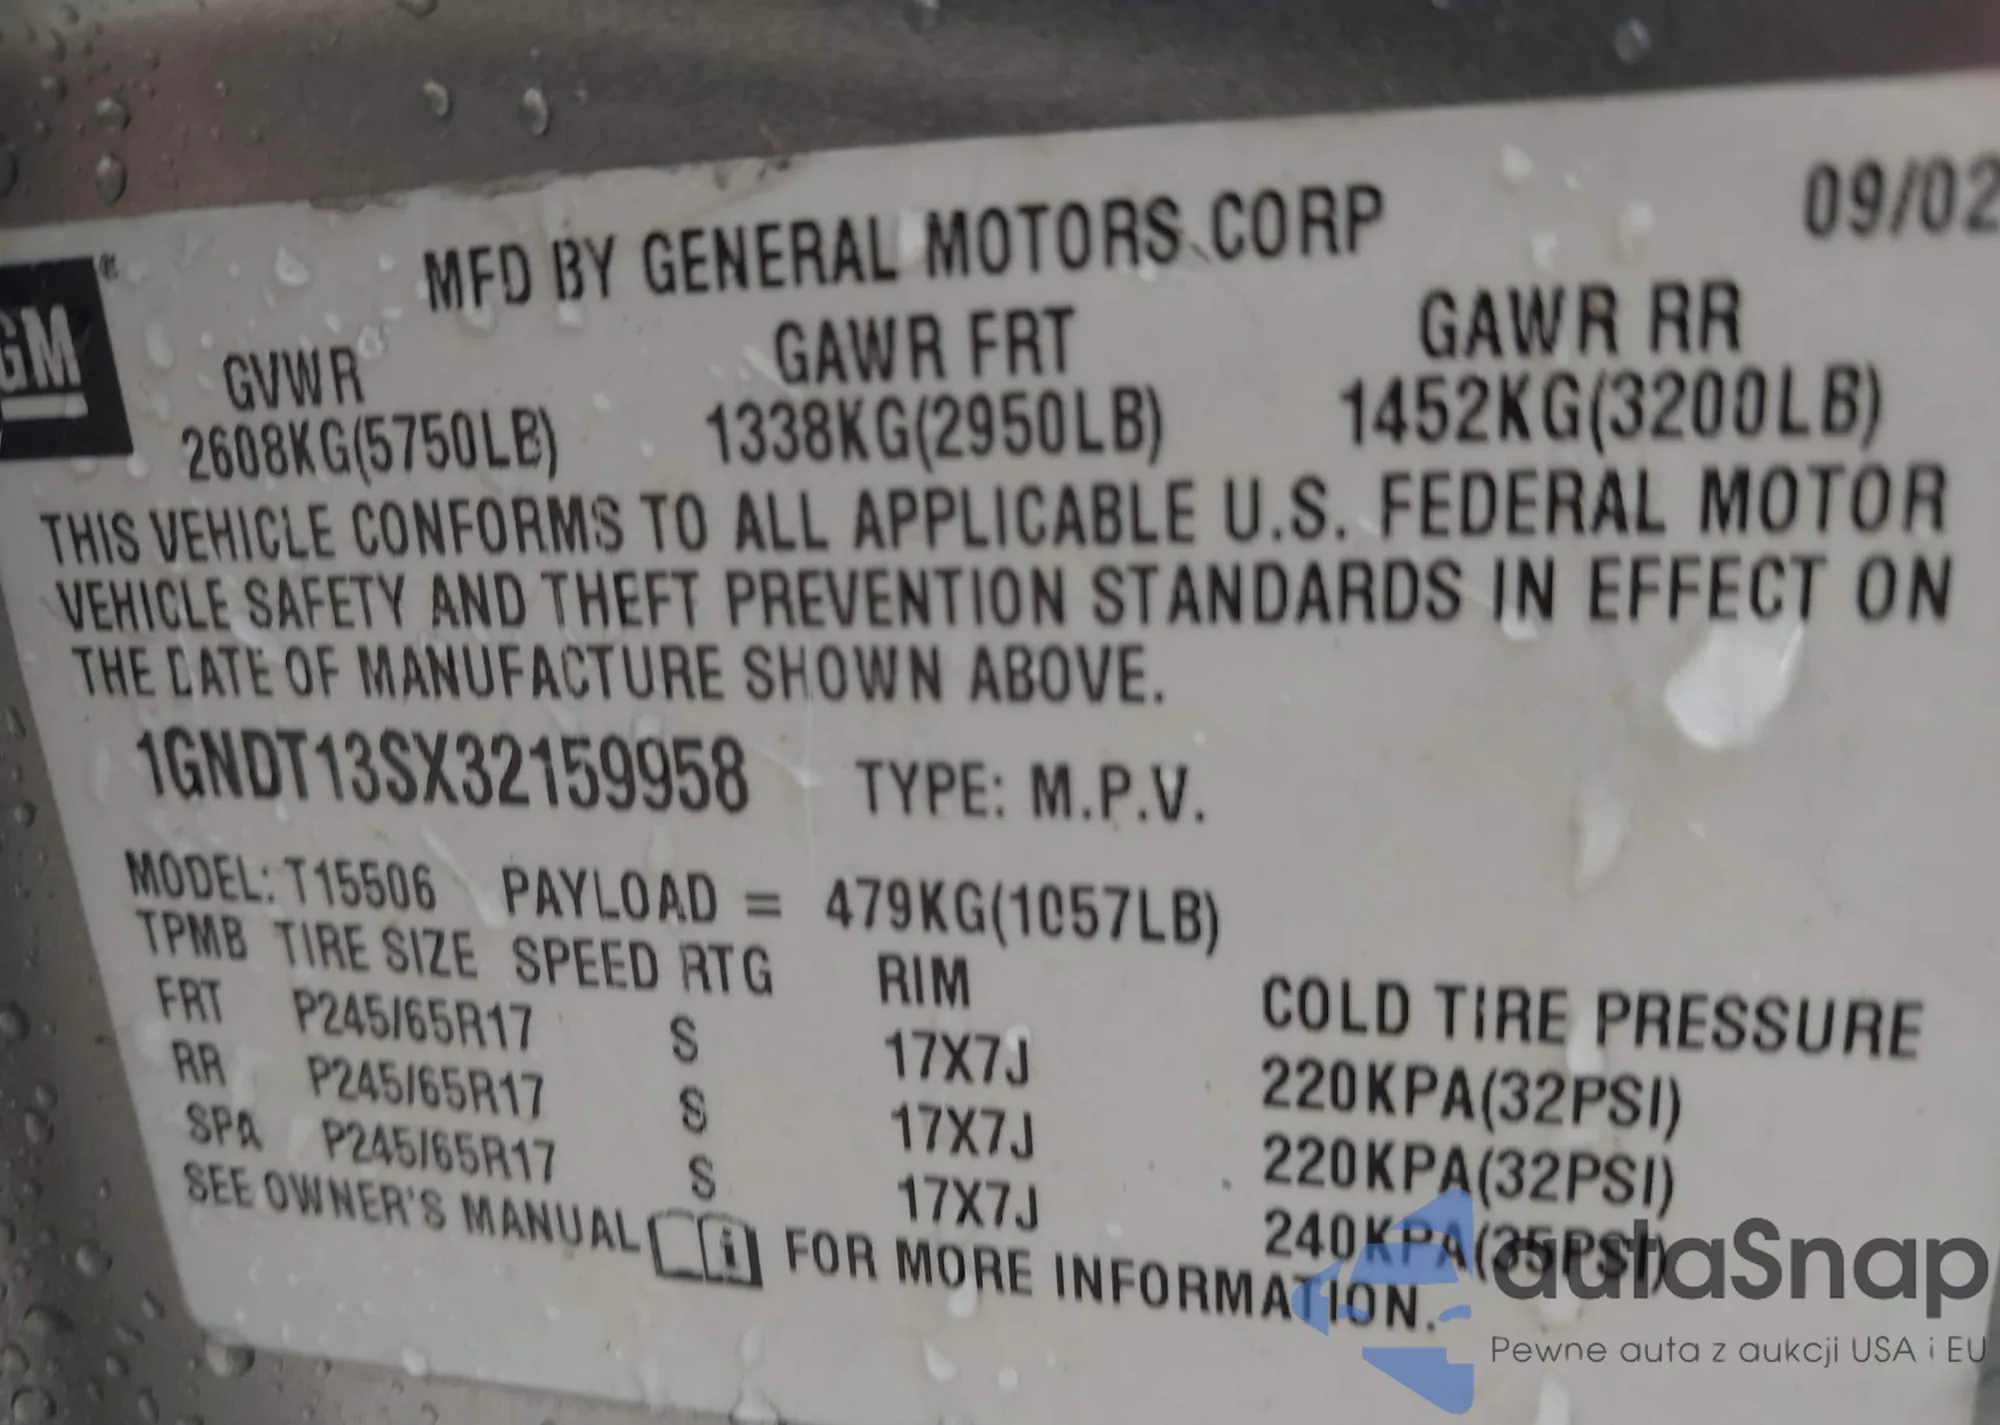 09/02
MFD BY GENERAL MOTORS CORP
GM
GVWR GAWR FRT GAWR RR
2608KG(5750LB) 1338KG(2950LB) 1452KG(3200LB)
THIS VEHICLE CONFORMS TO ALL APPLICABLE U.S. FEDERAL MOTOR
VEHICLE SAFETY AND THEFT PREVENTION STANDARDS IN EFFECT ON
THE DATE OF MANUFACTURE SHOWN ABOVE.
1GNDT13SX32159958 TYPE: M.P.V.
MODEL: T15506 PAYLOAD = 479KG(1057LB)
TPMB TIRE SIZE SPEED RTG RIM COLD TIRE PRESSURE
FRT P245/65R17 S 17X7J 220KPA(32PSI)
RR P245/65R17 S 17X7J 220KPA(32PSI)
SPA P245/65R17 S 17X7J 240KPA(35PSI)
SEE OWNER'S MANUAL i FOR MORE INFORMATION.
autaSnap
Pewne auta z aukcji USA i EU